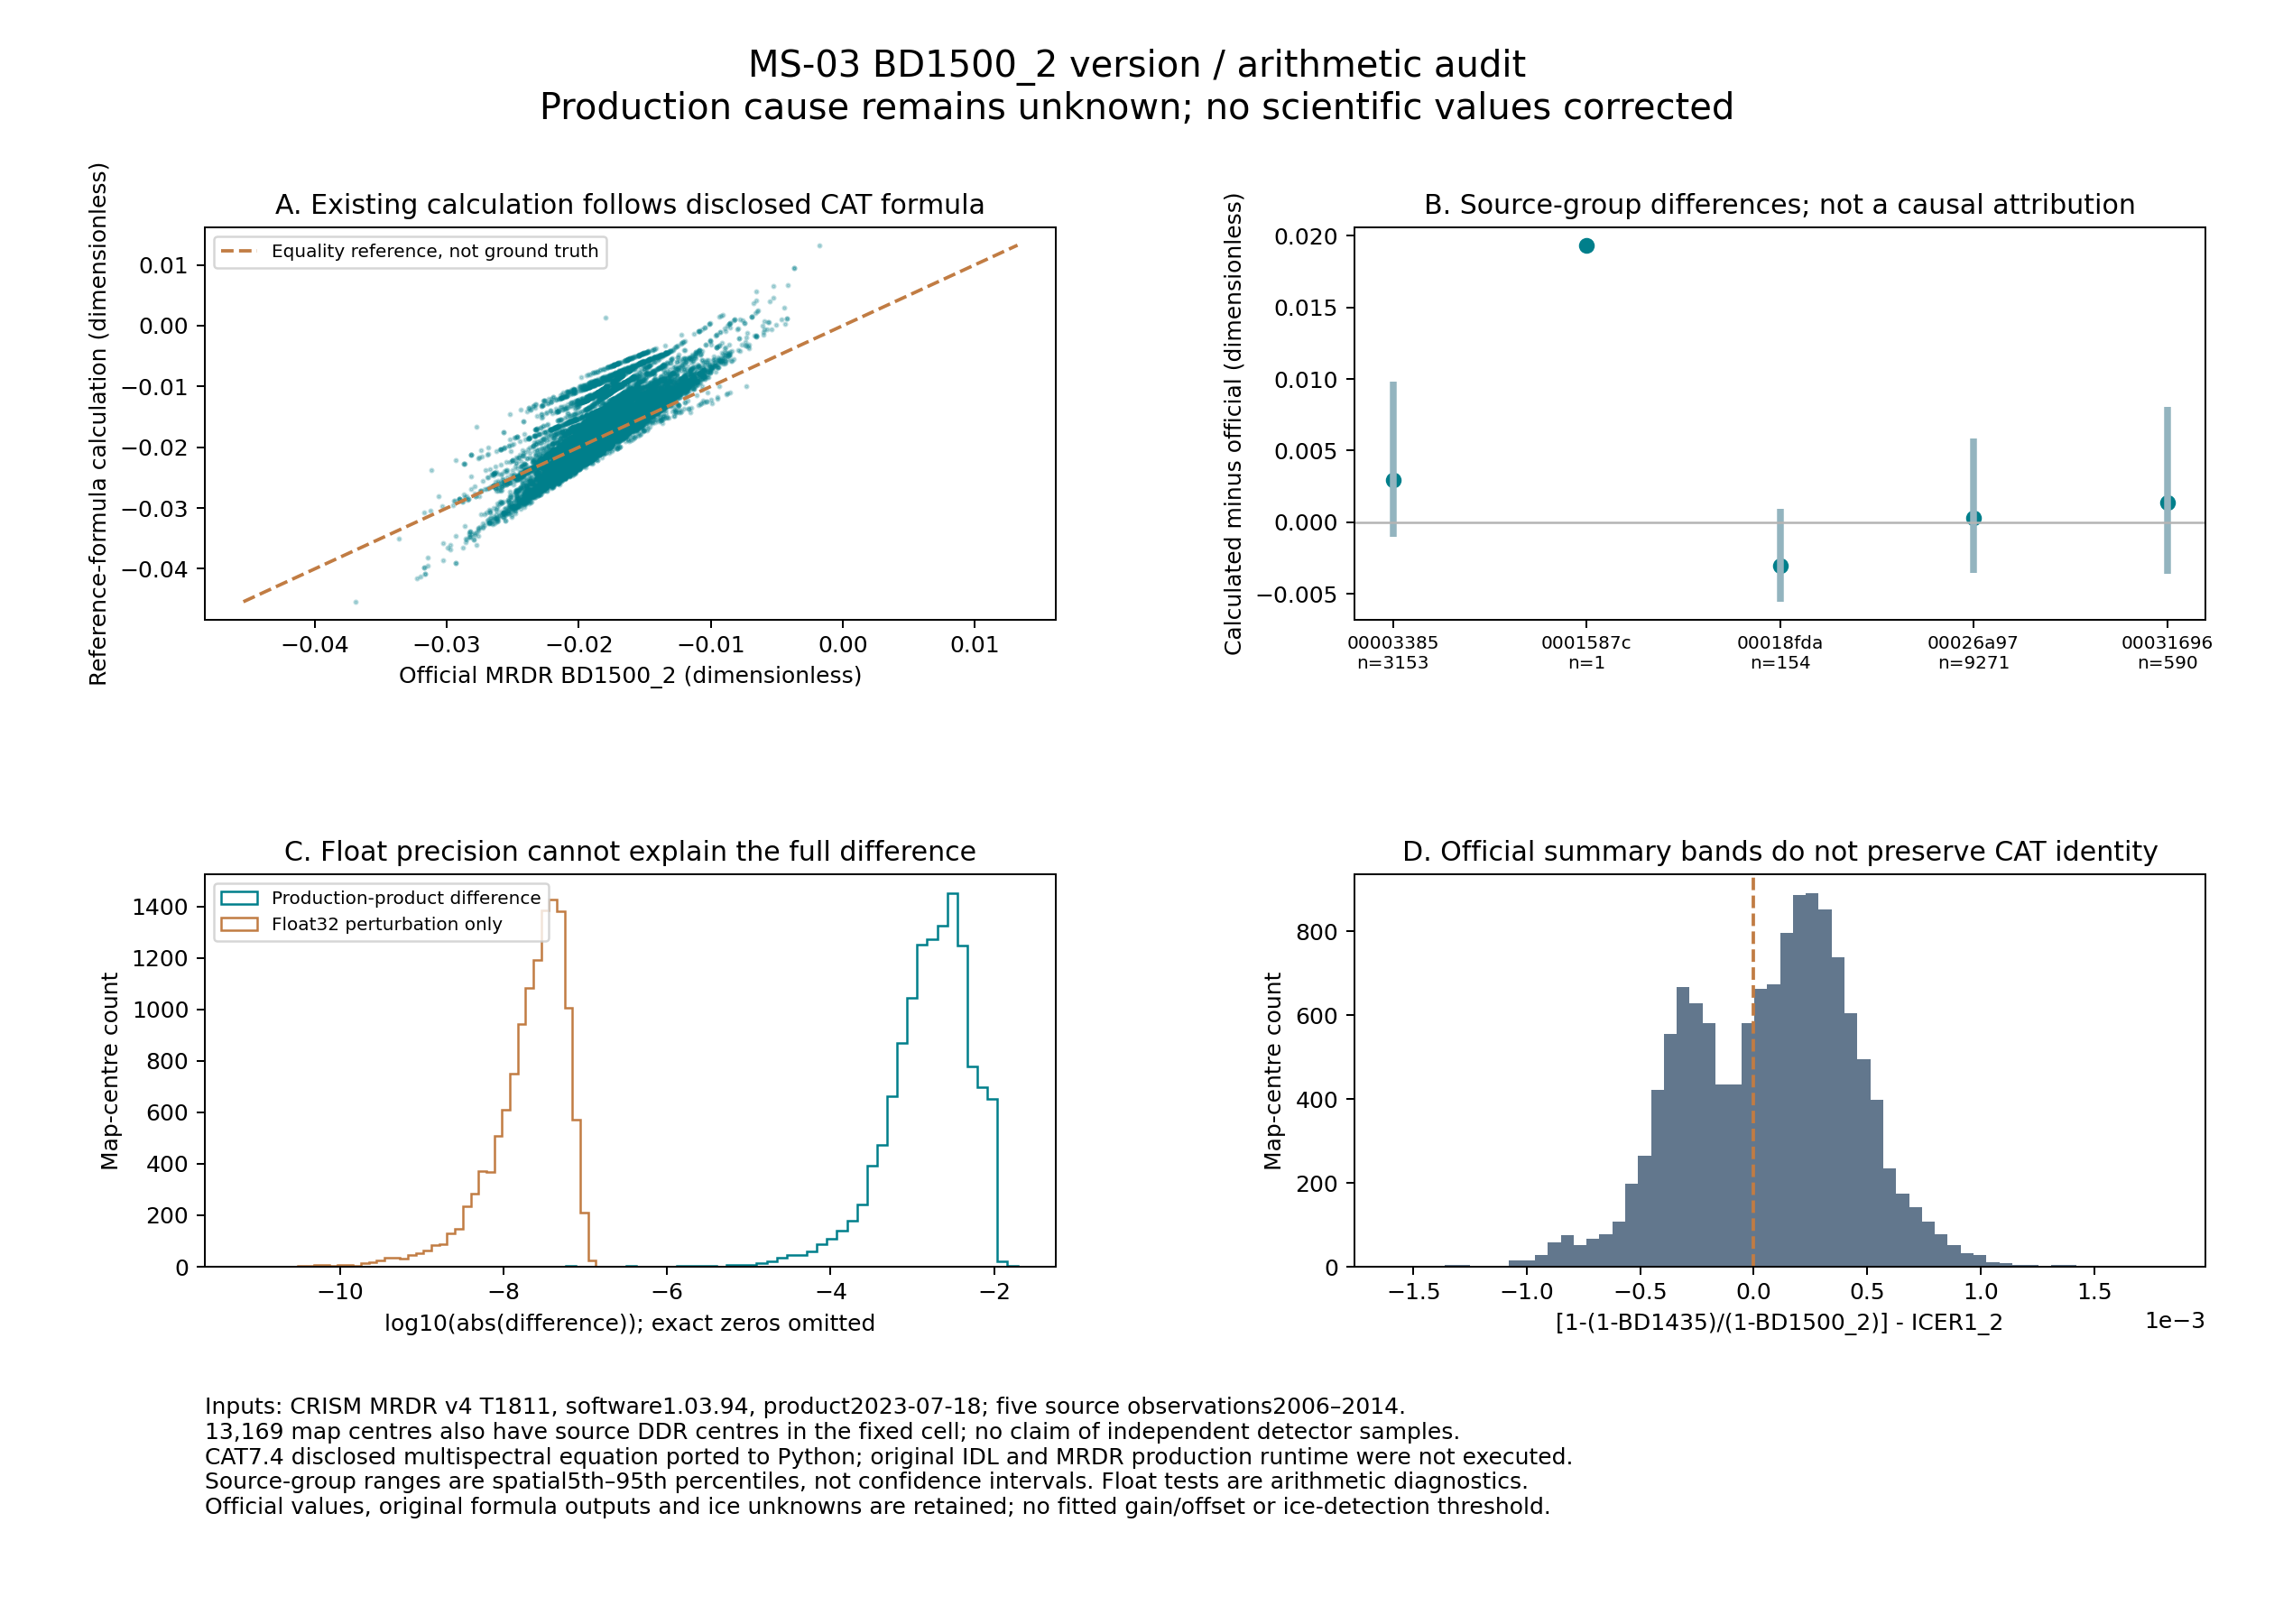 MS-03 BD1500_2 version / arithmetic audit
Production cause remains unknown; no scientific values corrected
A. Existing calculation follows disclosed CAT formula
Equality reference, not ground truth
Reference-formula calculation (dimensionless)
0.01
0.00
−0.01
−0.02
−0.03
−0.04
−0.04
−0.03
−0.02
−0.01
0.00
0.01
Official MRDR BD1500_2 (dimensionless)
B. Source-group differences; not a causal attribution
Calculated minus official (dimensionless)
0.020
0.015
0.010
0.005
0.000
−0.005
00003385
n=3153
0001587c
n=1
00018fda
n=154
00026a97
n=9271
00031696
n=590
C. Float precision cannot explain the full difference
Production-product difference
Float32 perturbation only
Map-centre count
1400
1200
1000
800
600
400
200
0
−10
−8
−6
−4
−2
log10(abs(difference)); exact zeros omitted
D. Official summary bands do not preserve CAT identity
Map-centre count
800
600
400
200
0
−1.5
−1.0
−0.5
0.0
0.5
1.0
1.5
1e−3
[1-(1-BD1435)/(1-BD1500_2)] - ICER1_2
Inputs: CRISM MRDR v4 T1811, software1.03.94, product2023-07-18; five source observations2006–2014.
13,169 map centres also have source DDR centres in the fixed cell; no claim of independent detector samples.
CAT7.4 disclosed multispectral equation ported to Python; original IDL and MRDR production runtime were not executed.
Source-group ranges are spatial5th–95th percentiles, not confidence intervals. Float tests are arithmetic diagnostics.
Official values, original formula outputs and ice unknowns are retained; no fitted gain/offset or ice-detection threshold.